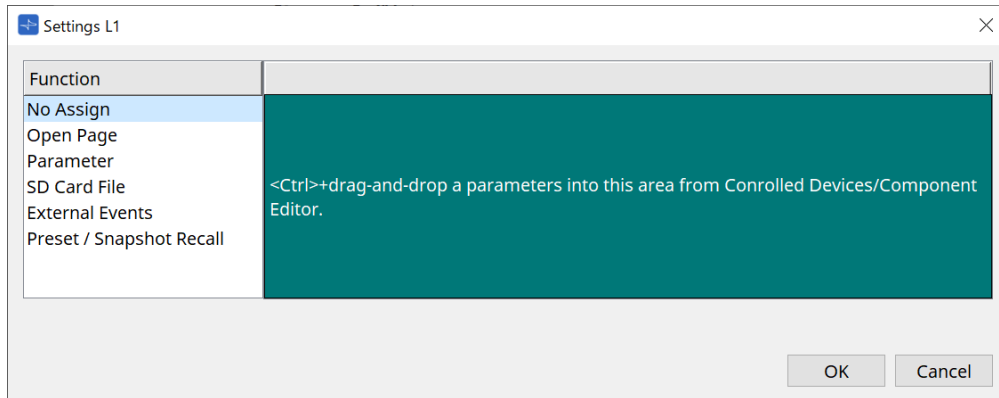 Settings L1
Function
No Assign
Open Page
Parameter
SD Card File
External Events
Preset / Snapshot Recall
<Ctrl>+drag-and-drop a parameters into this area from Conrolled Devices/Component
Editor.
OK
Cancel